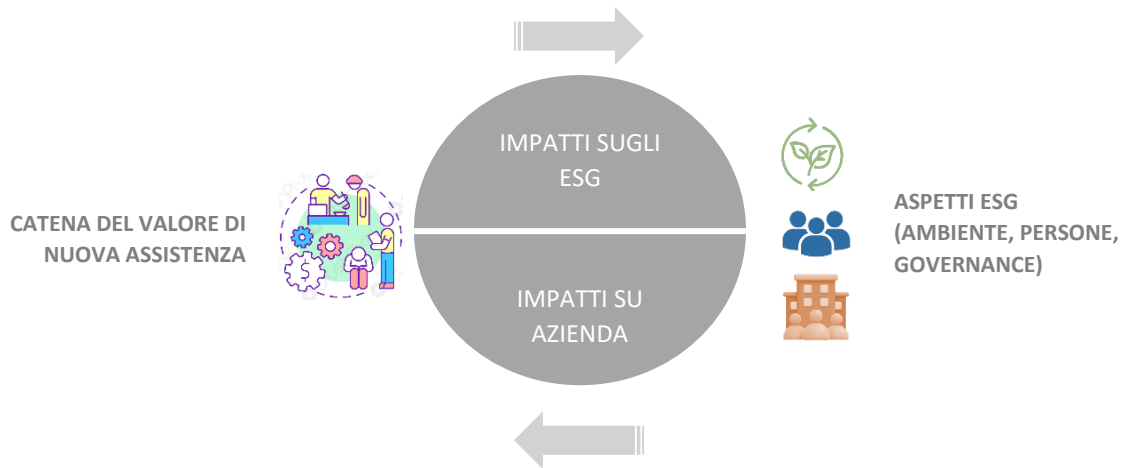 IMPATTI SUGLI
ESG
CATENA DEL VALORE DI
NUOVA ASSISTENZA
ASPETTI ESG
(AMBIENTE, PERSONE,
GOVERNANCE)
IMPATTI SU
AZIENDA
$